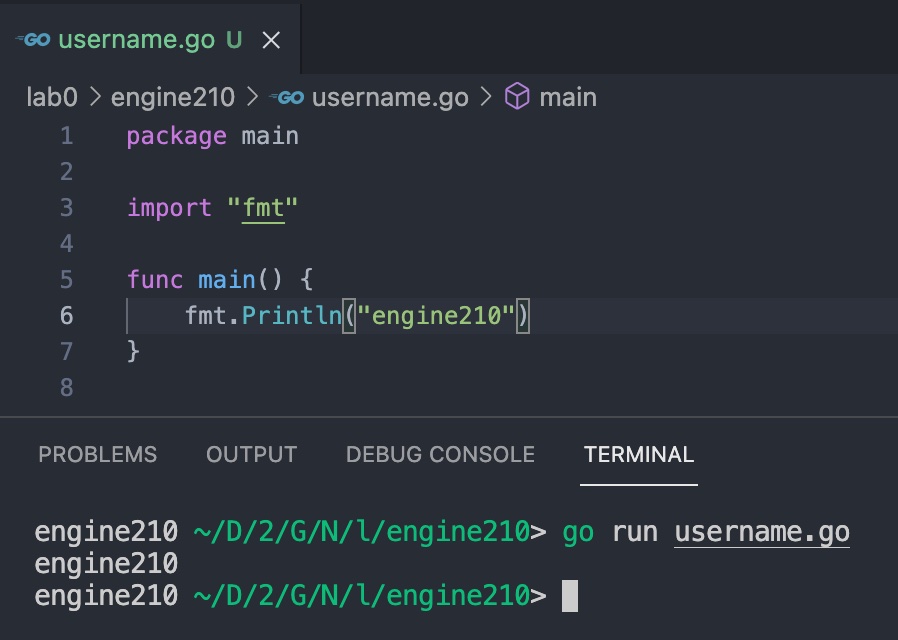 GO username.go U ×
lab0 > engine210 > GO username.go > main
1 package main
2
3 import "fmt"
4
5 func main() {
6     fmt.Println("engine210")
7 }
8
PROBLEMS OUTPUT DEBUG CONSOLE TERMINAL
engine210 ~/D/2/G/N/l/engine210> go run username.go
engine210
engine210 ~/D/2/G/N/l/engine210>